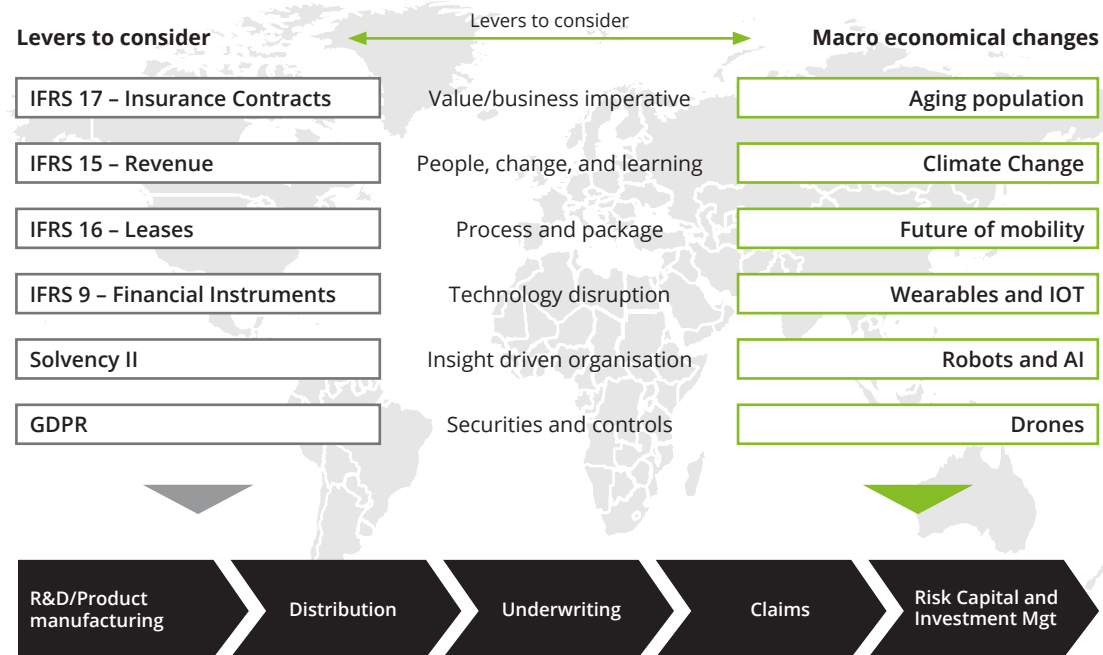 Levers to consider
Levers to consider
Macro economical changes
IFRS 17 – Insurance Contracts
Value/business imperative
Aging population
IFRS 15 – Revenue
People, change, and learning
Climate Change
IFRS 16 – Leases
Process and package
Future of mobility
IFRS 9 – Financial Instruments
Technology disruption
Wearables and IOT
Solvency II
Insight driven organisation
Robots and AI
GDPR
Securities and controls
Drones
R&D/Product
manufacturing
Distribution
Underwriting
Claims
Risk Capital and
Investment Mgt